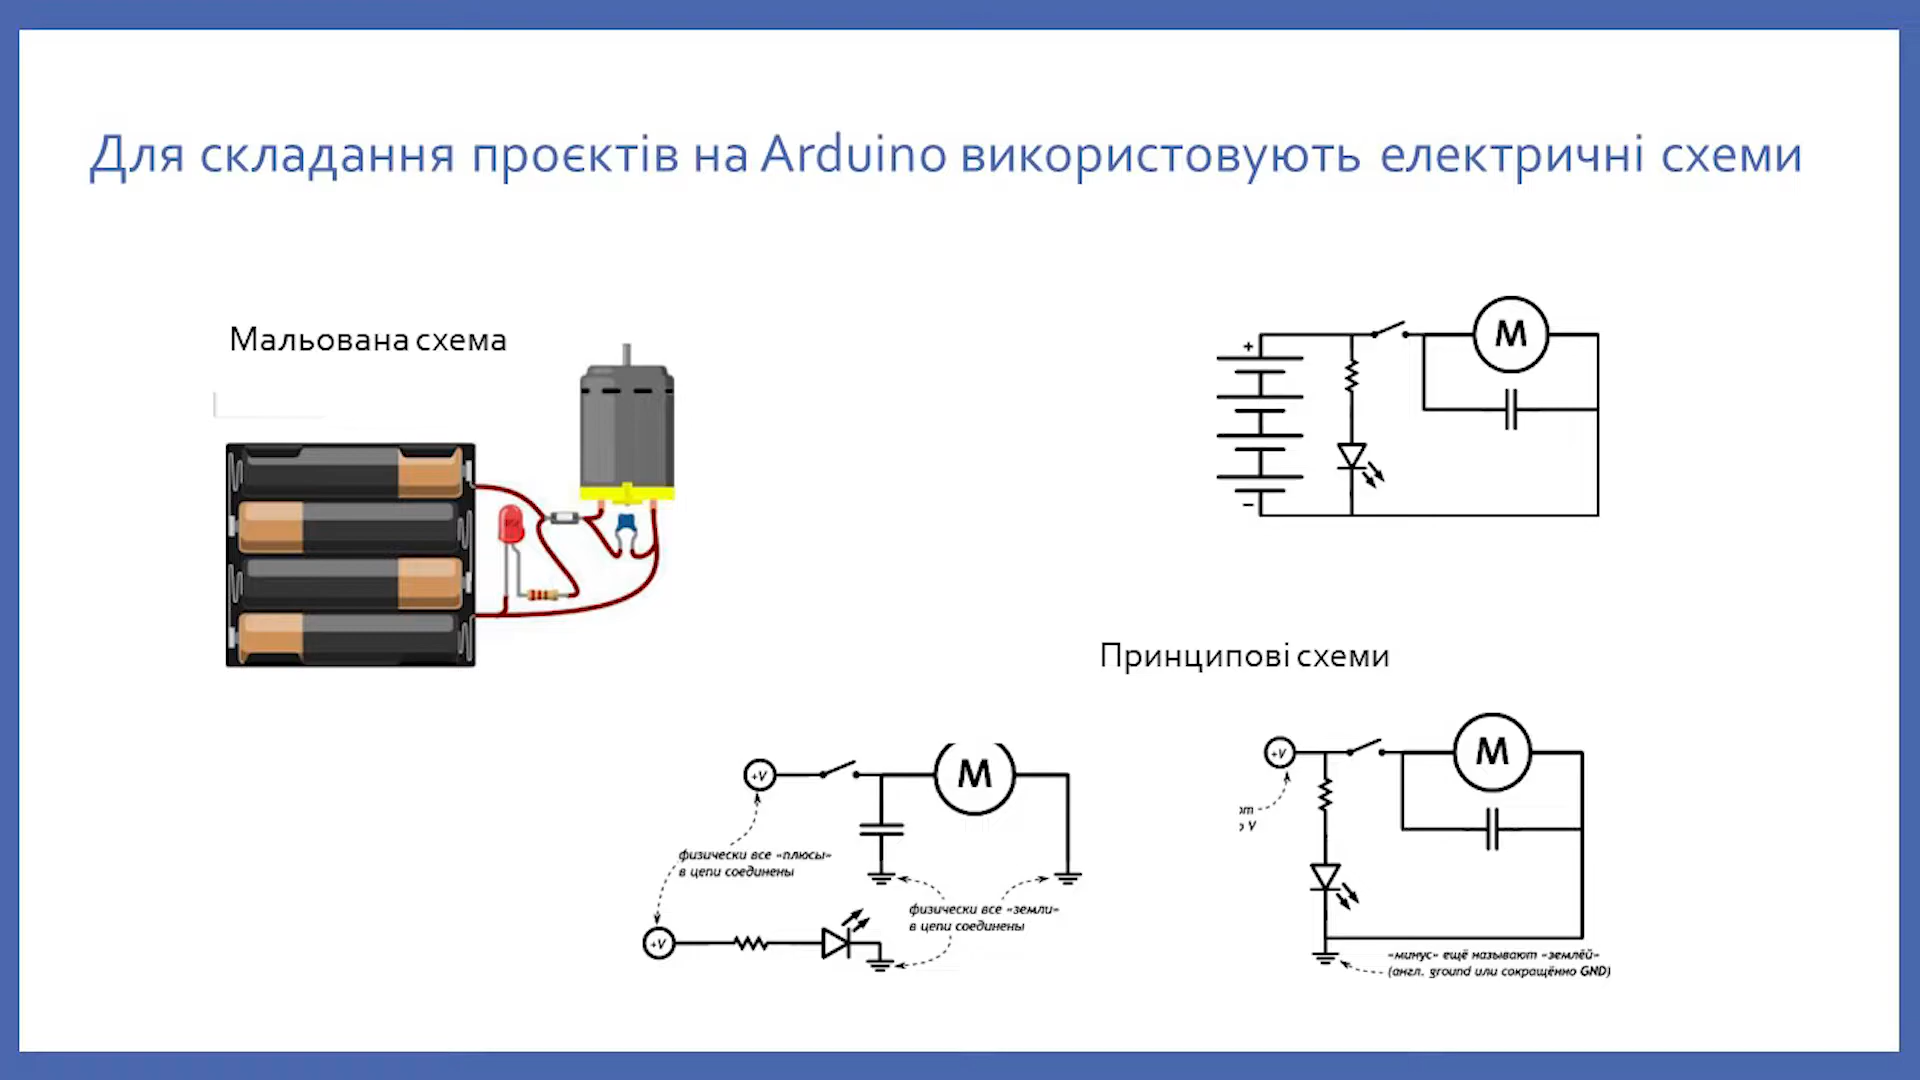 Для складання проєктів на Arduino використовують електричні схеми
Мальована схема
M
+
−
Принципові схеми
+V
M
физически все «плюсы»
в цепи соединены
физически все «земли»
в цепи соединены
+V
+V
M
V
«минус» ещё называют «землёй»
(англ. ground или сокращённо GND)